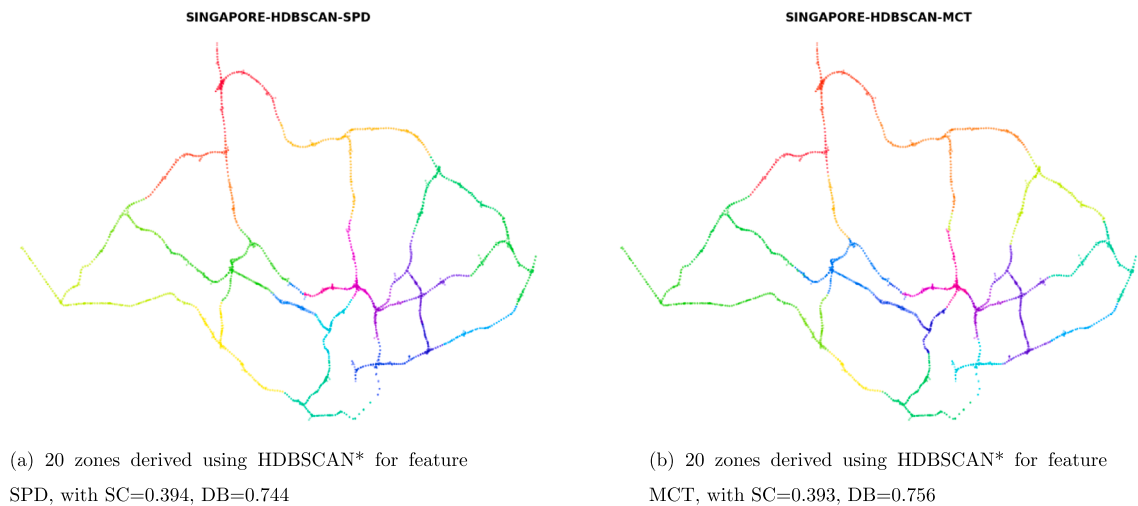 SINGAPORE-HDBSCAN-SPD
SINGAPORE-HDBSCAN-MCT
(a) 20 zones derived using HDBSCAN* for feature
SPD, with SC=0.394, DB=0.744
(b) 20 zones derived using HDBSCAN* for feature
MCT, with SC=0.393, DB=0.756